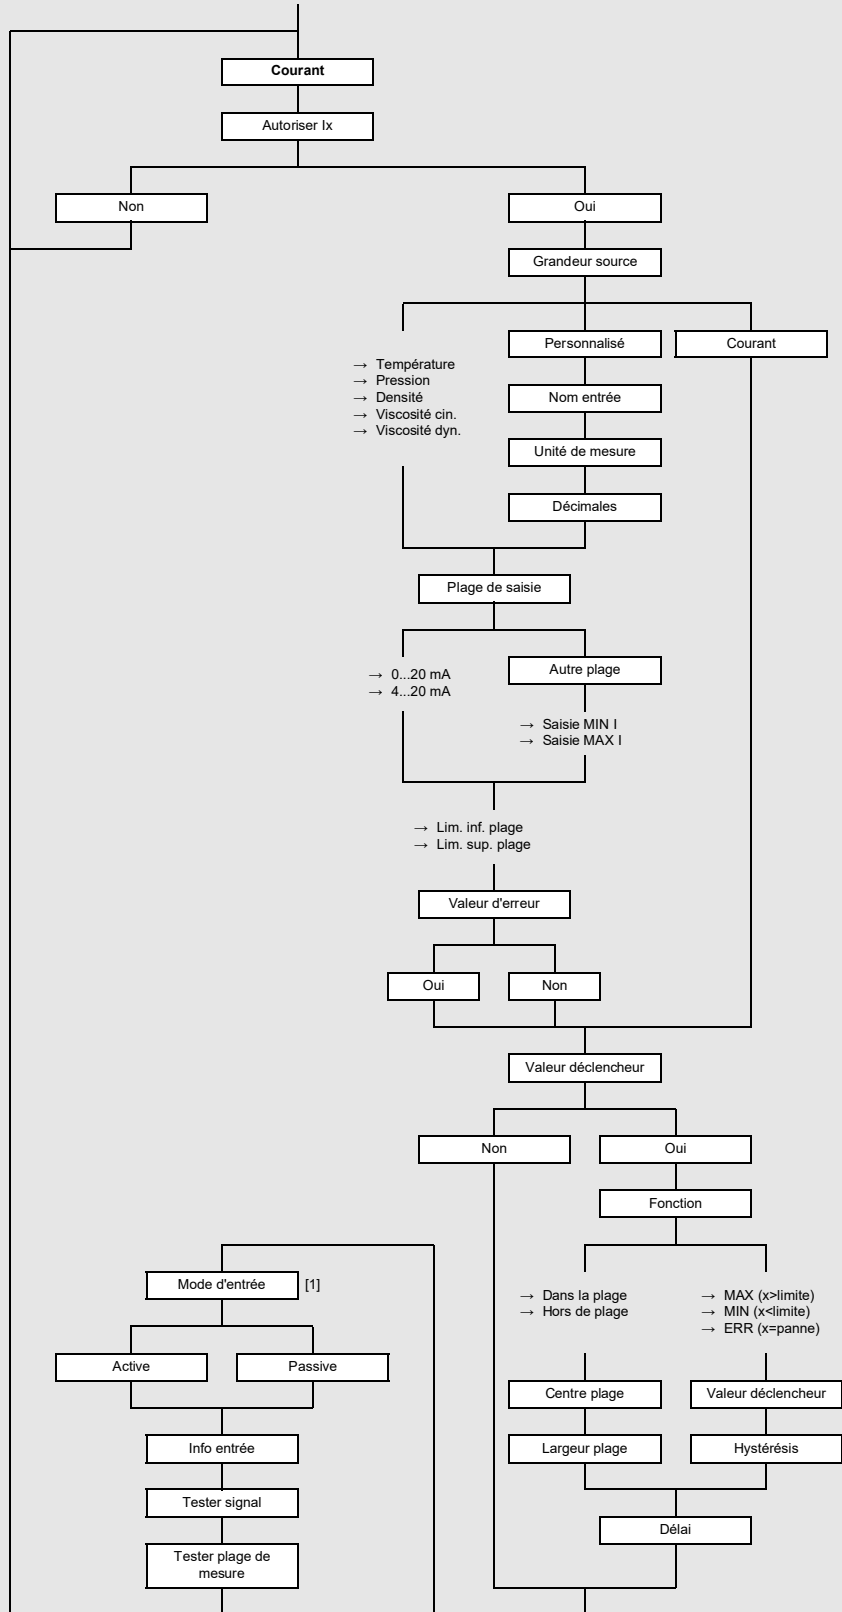 Courant
Autoriser Ix
Non
Oui
Grandeur source
Personnalisé
Courant
→ Température
→ Pression
→ Densité
→ Viscosité cin.
→ Viscosité dyn.
Nom entrée
Unité de mesure
Décimales
Plage de saisie
→ 0...20 mA
→ 4...20 mA
Autre plage
→ Saisie MIN I
→ Saisie MAX I
→ Lim. inf. plage
→ Lim. sup. plage
Valeur d'erreur
Oui
Non
Valeur déclencheur
Non
Oui
Fonction
→ Dans la plage
→ Hors de plage
→ MAX (x>limite)
→ MIN (x<limite)
→ ERR (x=panne)
Centre plage
Valeur déclencheur
Largeur plage
Hystérésis
Délai
Mode d'entrée [1]
Active
Passive
Info entrée
Tester signal
Tester plage de
mesure